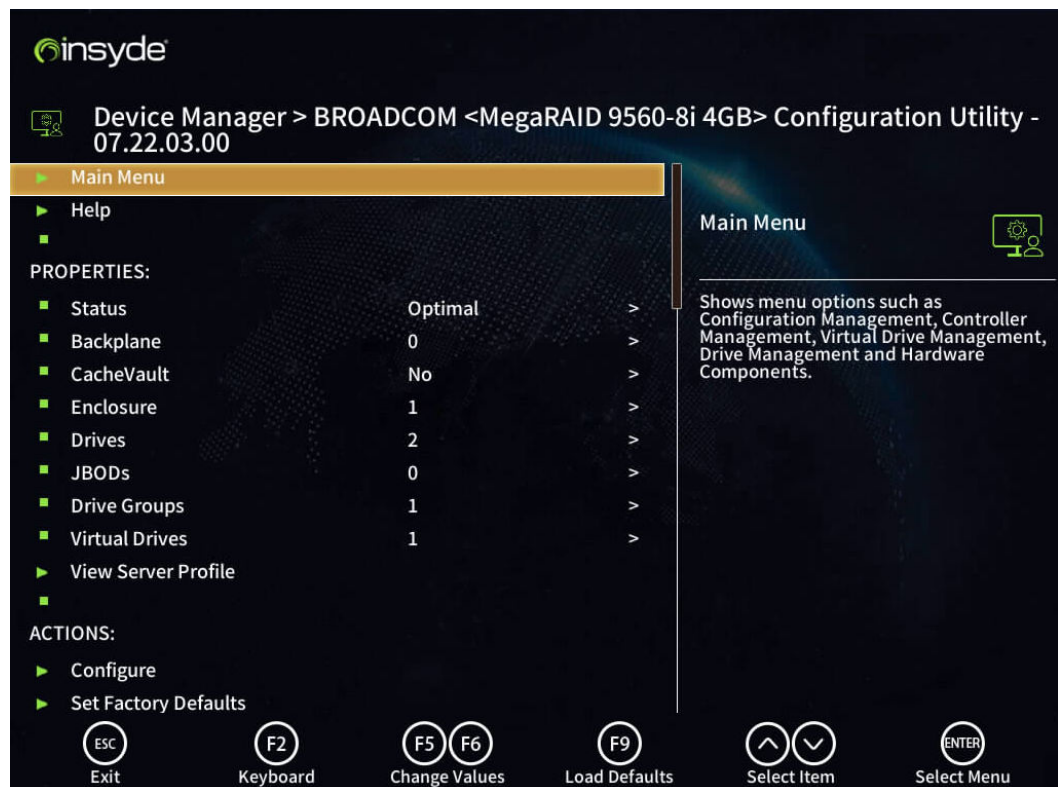 insyde
Device Manager > BROADCOM <MegaRAID 9560-8i 4GB> Configuration Utility -
07.22.03.00
Main Menu
Help
PROPERTIES:
Status Optimal >
Backplane 0 >
CacheVault No >
Enclosure 1 >
Drives 2 >
JBODs 0 >
Drive Groups 1 >
Virtual Drives 1 >
View Server Profile
ACTIONS:
Configure
Set Factory Defaults
Main Menu
Shows menu options such as
Configuration Management, Controller
Management, Virtual Drive Management,
Drive Management and Hardware
Components.
ESC F2 F5 F6 F9 ENTER
Exit Keyboard Change Values Load Defaults Select Item Select Menu